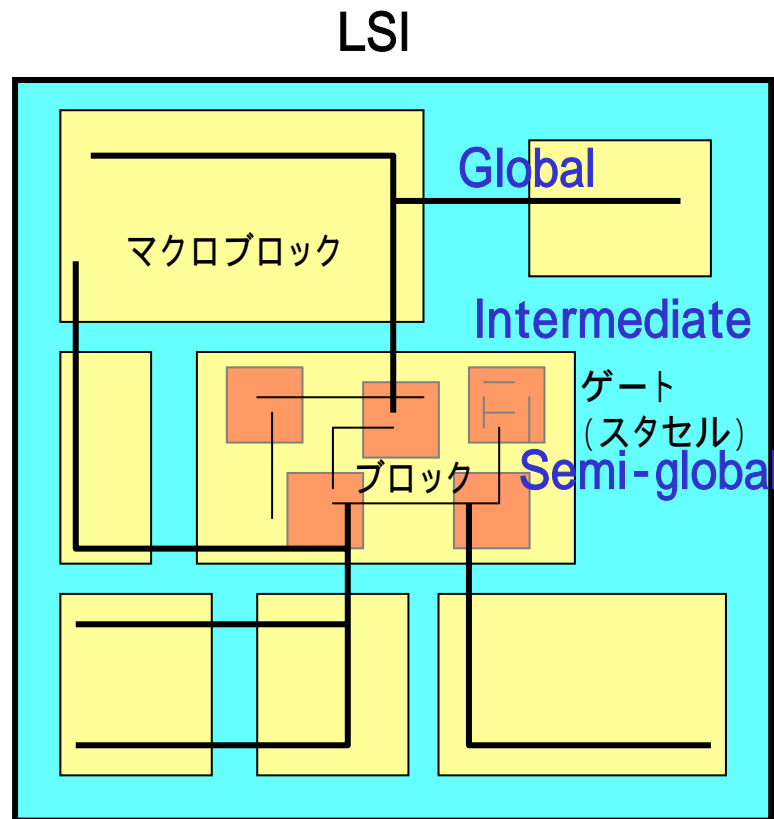 LSI
Global
マクロブロック
Intermediate
ゲート
(スタセル)
ブロック
Semi-global